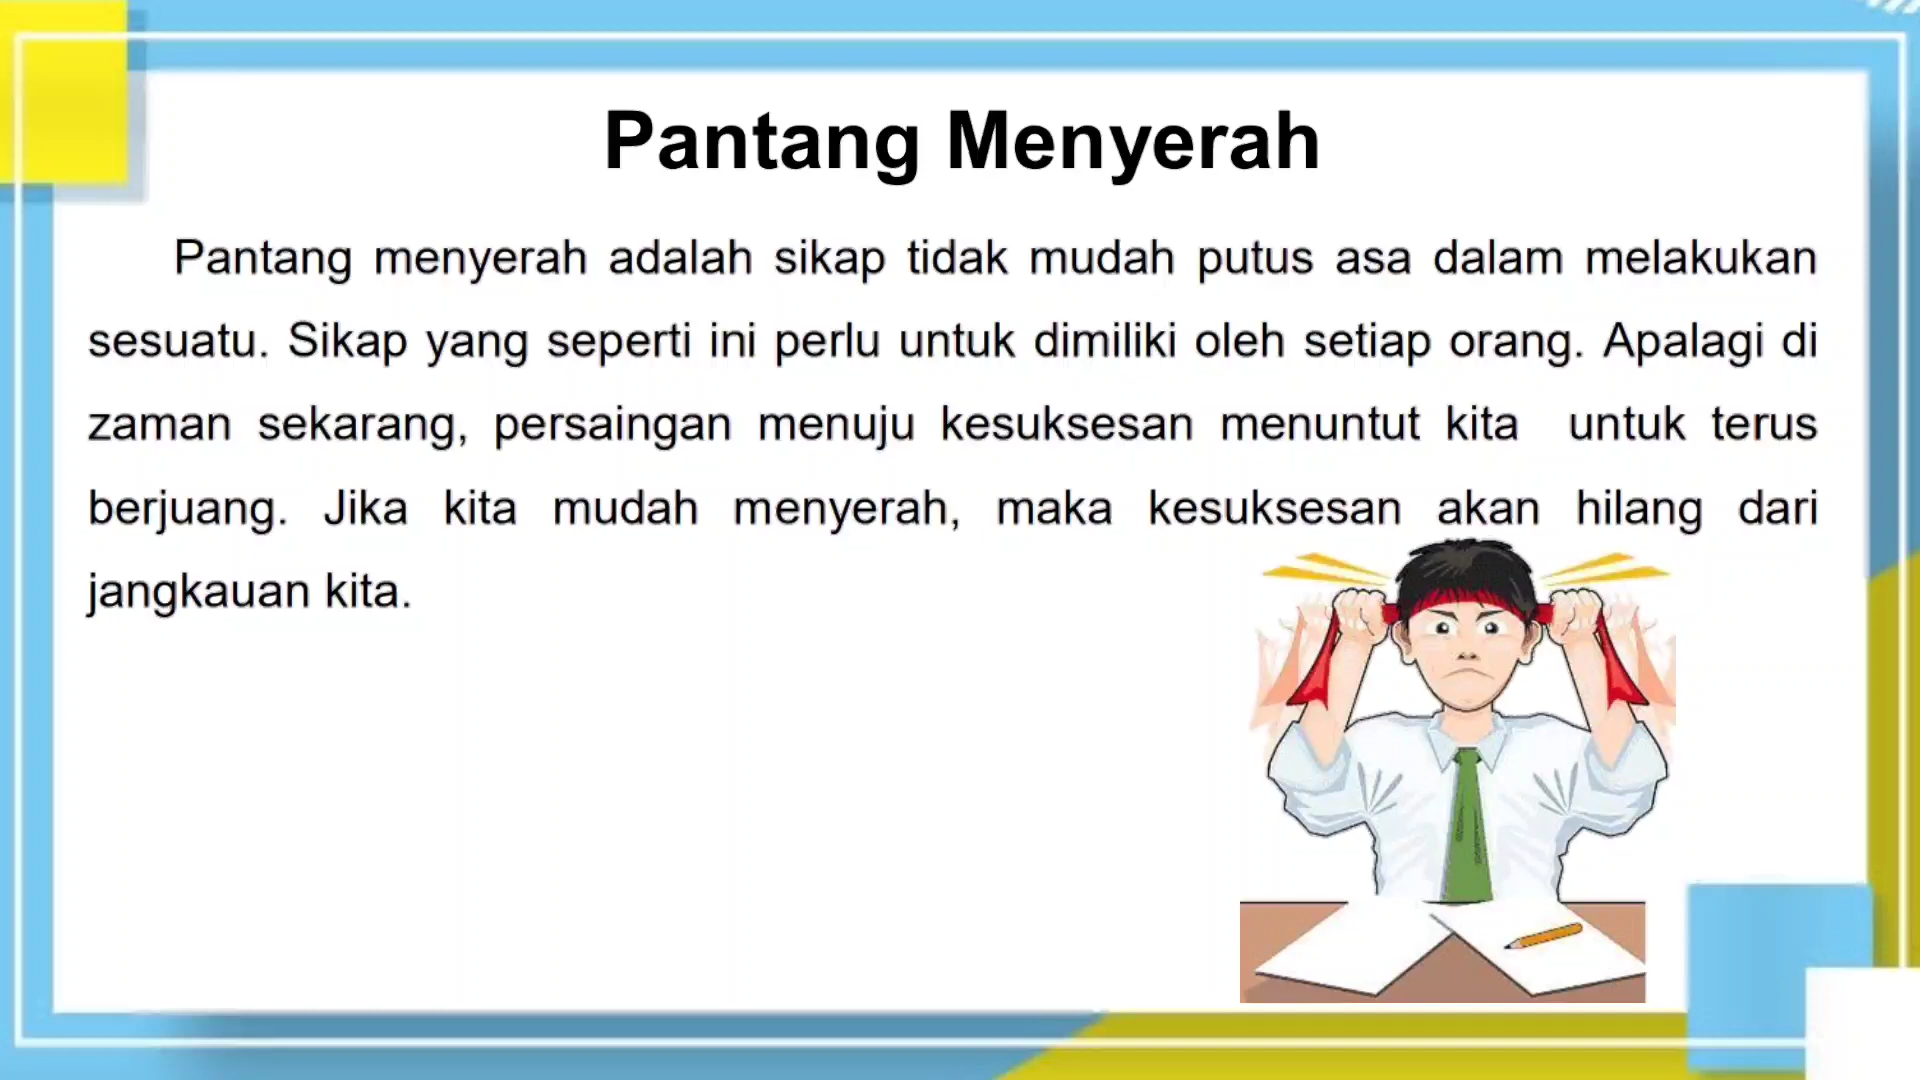 Pantang Menyerah
Pantang menyerah adalah sikap tidak mudah putus asa dalam melakukan
sesuatu. Sikap yang seperti ini perlu untuk dimiliki oleh setiap orang. Apalagi di
zaman sekarang, persaingan menuju kesuksesan menuntut kita untuk terus
berjuang. Jika kita mudah menyerah, maka kesuksesan akan hilang dari
jangkauan kita.